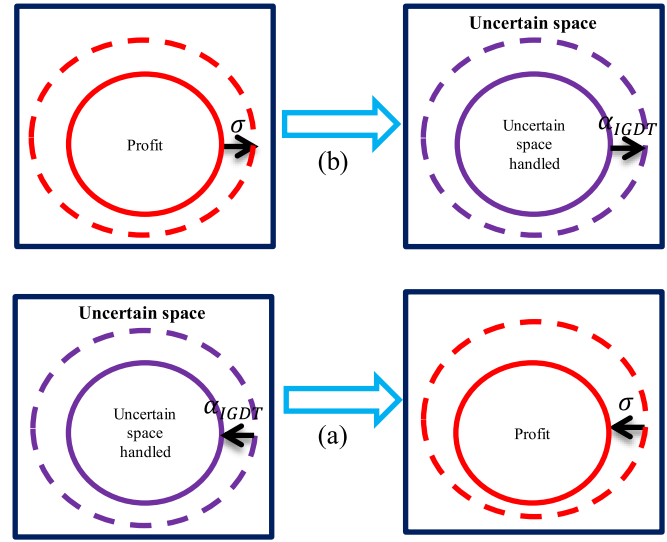 Uncertain space
σ
Profit
(b)
Uncertain
space
handled
α_IGDT
Uncertain space
Uncertain
space
handled
α_IGDT
(a)
Profit
σ